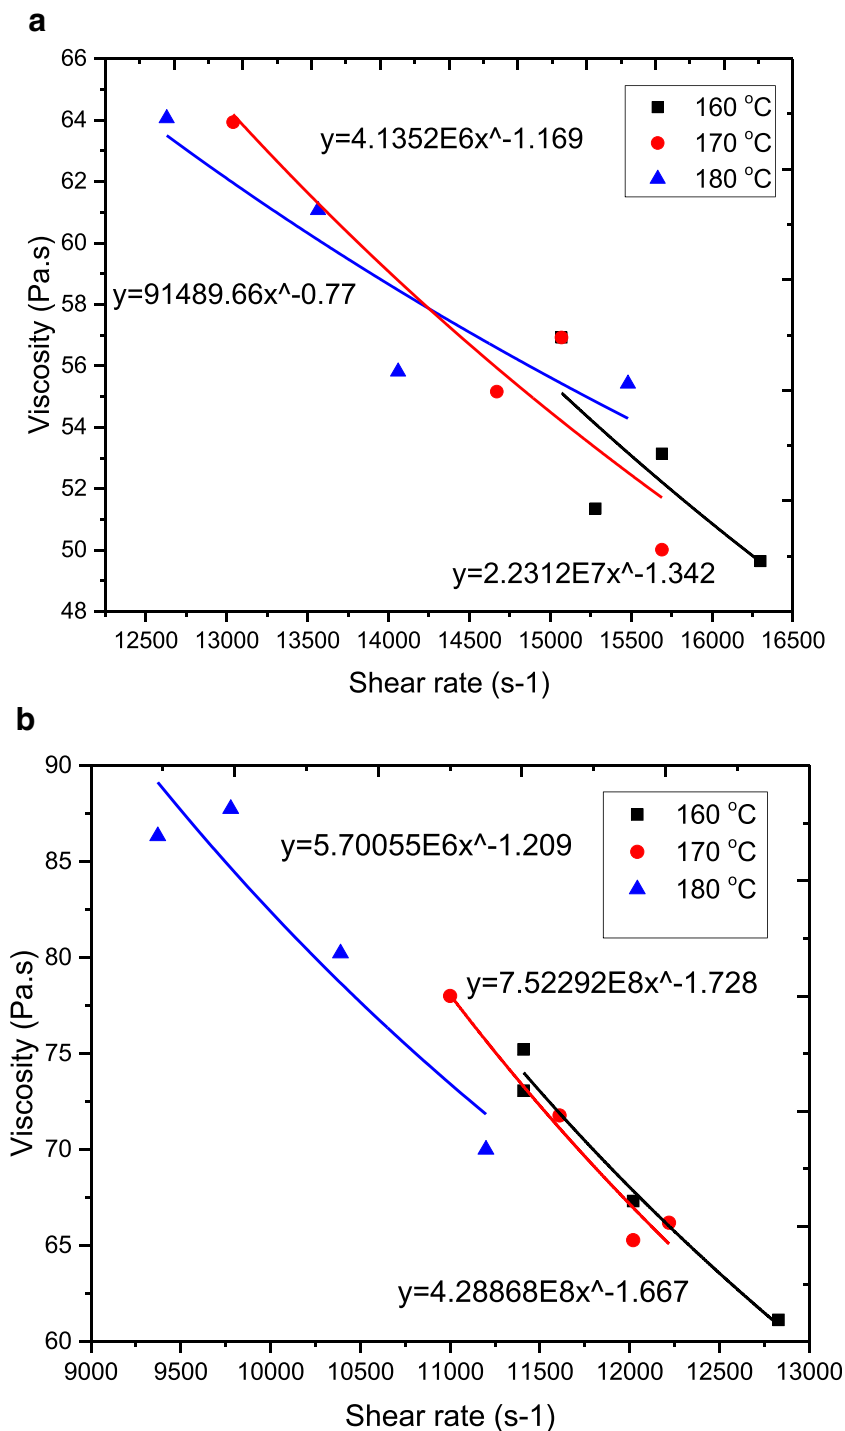 a
66
64
62
60
58
56
54
52
50
48
Viscosity (Pa.s)
160 °C
170 °C
180 °C
y=4.1352E6x^-1.169
y=91489.66x^-0.77
y=2.2312E7x^-1.342
12500 13000 13500 14000 14500 15000 15500 16000 16500
Shear rate (s-1)
b
90
85
80
75
70
65
60
Viscosity (Pa.s)
160 °C
170 °C
180 °C
y=5.70055E6x^-1.209
y=7.52292E8x^-1.728
y=4.28868E8x^-1.667
9000 9500 10000 10500 11000 11500 12000 12500 13000
Shear rate (s-1)